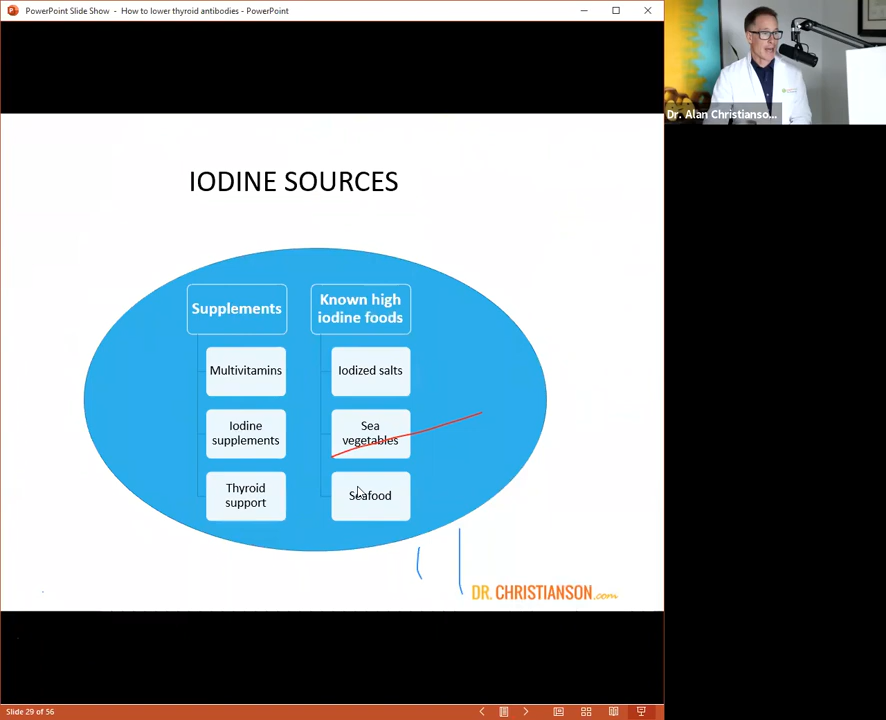 PowerPoint Slide Show - How to lower thyroid antibodies - PowerPoint
Dr. Alan Christianso...
IODINE SOURCES
Supplements
Multivitamins
Iodine
supplements
Thyroid
support
Known high
iodine foods
Iodized salts
Sea
vegetables
Seafood
DR. CHRISTIANSON.com
Slide 29 of 56